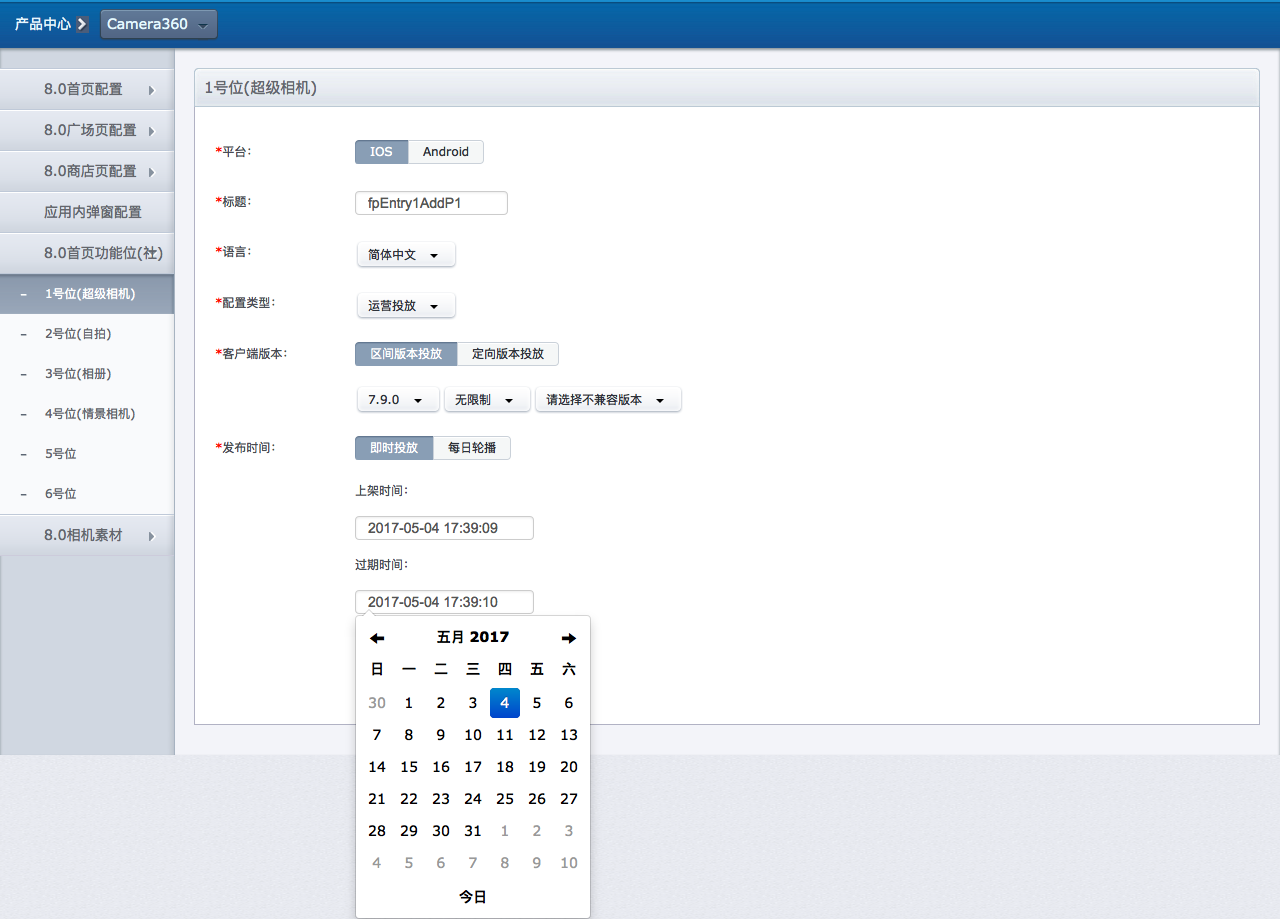 产品中心 Camera360
8.0首页配置
8.0广场页配置
8.0商店页配置
应用内弹窗配置
8.0首页功能位(社)
– 1号位(超级相机)
– 2号位(自拍)
– 3号位(相册)
– 4号位(情景相机)
– 5号位
– 6号位
8.0相机素材
1号位(超级相机)
*平台: IOS Android
*标题: fpEntry1AddP1
*语言: 简体中文
*配置类型: 运营投放
*客户端版本: 区间版本投放 定向版本投放
7.9.0 无限制 请选择不兼容版本
*发布时间: 即时投放 每日轮播
上架时间:
2017-05-04 17:39:09
过期时间:
2017-05-04 17:39:10
五月 2017
日 一 二 三 四 五 六
30 1 2 3 4 5 6
7 8 9 10 11 12 13
14 15 16 17 18 19 20
21 22 23 24 25 26 27
28 29 30 31 1 2 3
4 5 6 7 8 9 10
今日